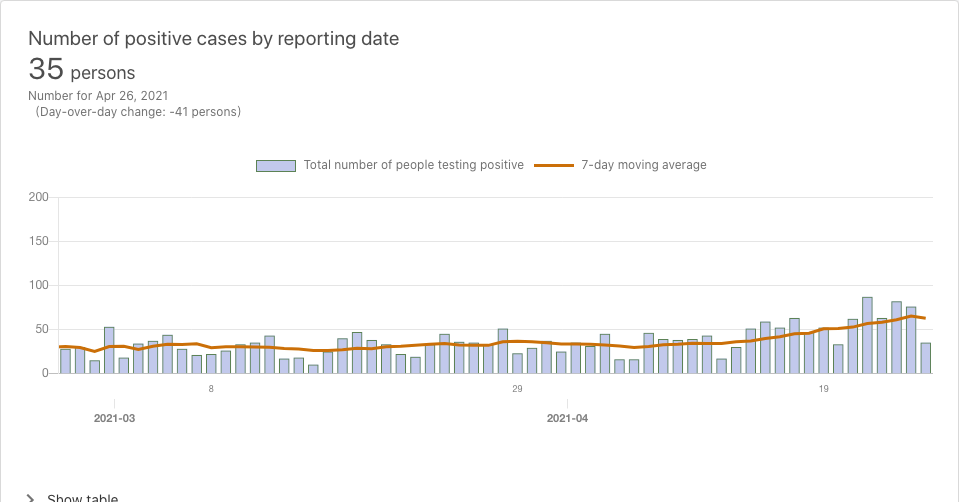 Number of positive cases by reporting date
35 persons
Number for Apr 26, 2021
(Day-over-day change: -41 persons)
Total number of people testing positive 7-day moving average
200
150
100
50
0
8 29 19
2021-03 2021-04
Show table